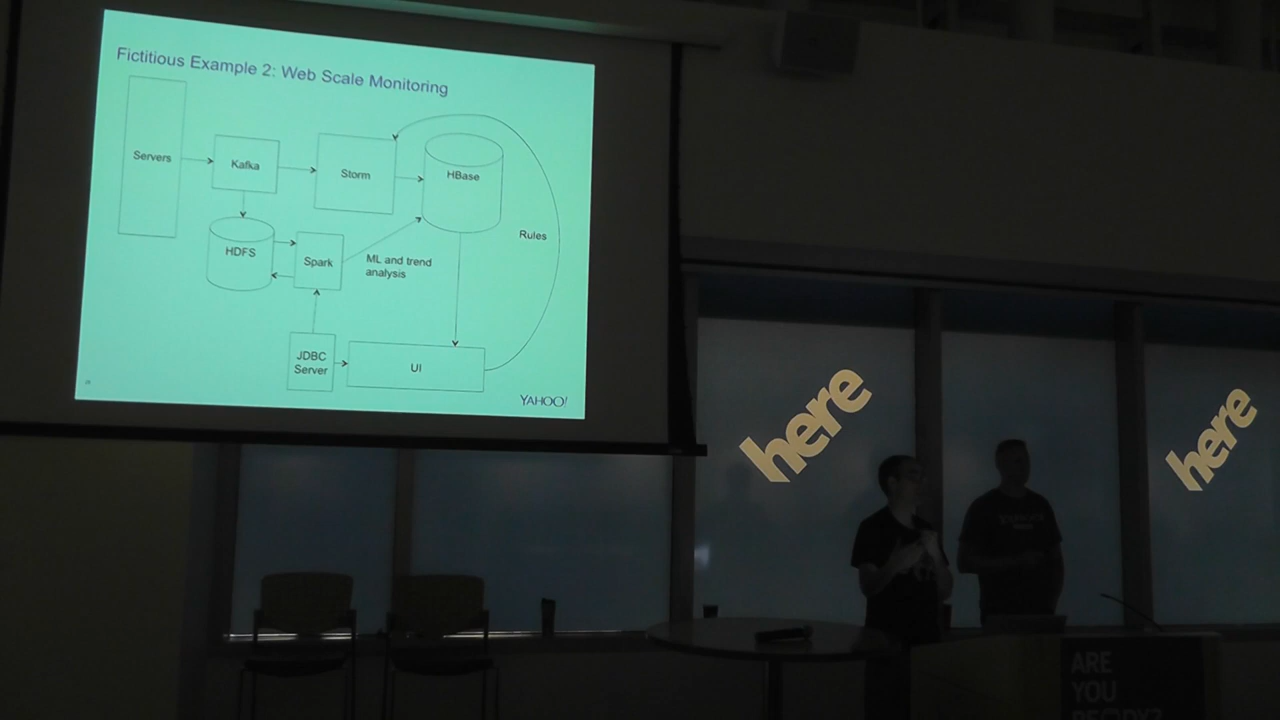 Fictitious Example 2: Web Scale Monitoring
Servers
Kafka
Storm
HBase
Rules
HDFS
Spark
ML and trend
analysis
JDBC
Server
UI
YAHOO!
here
here
ARE
YOU